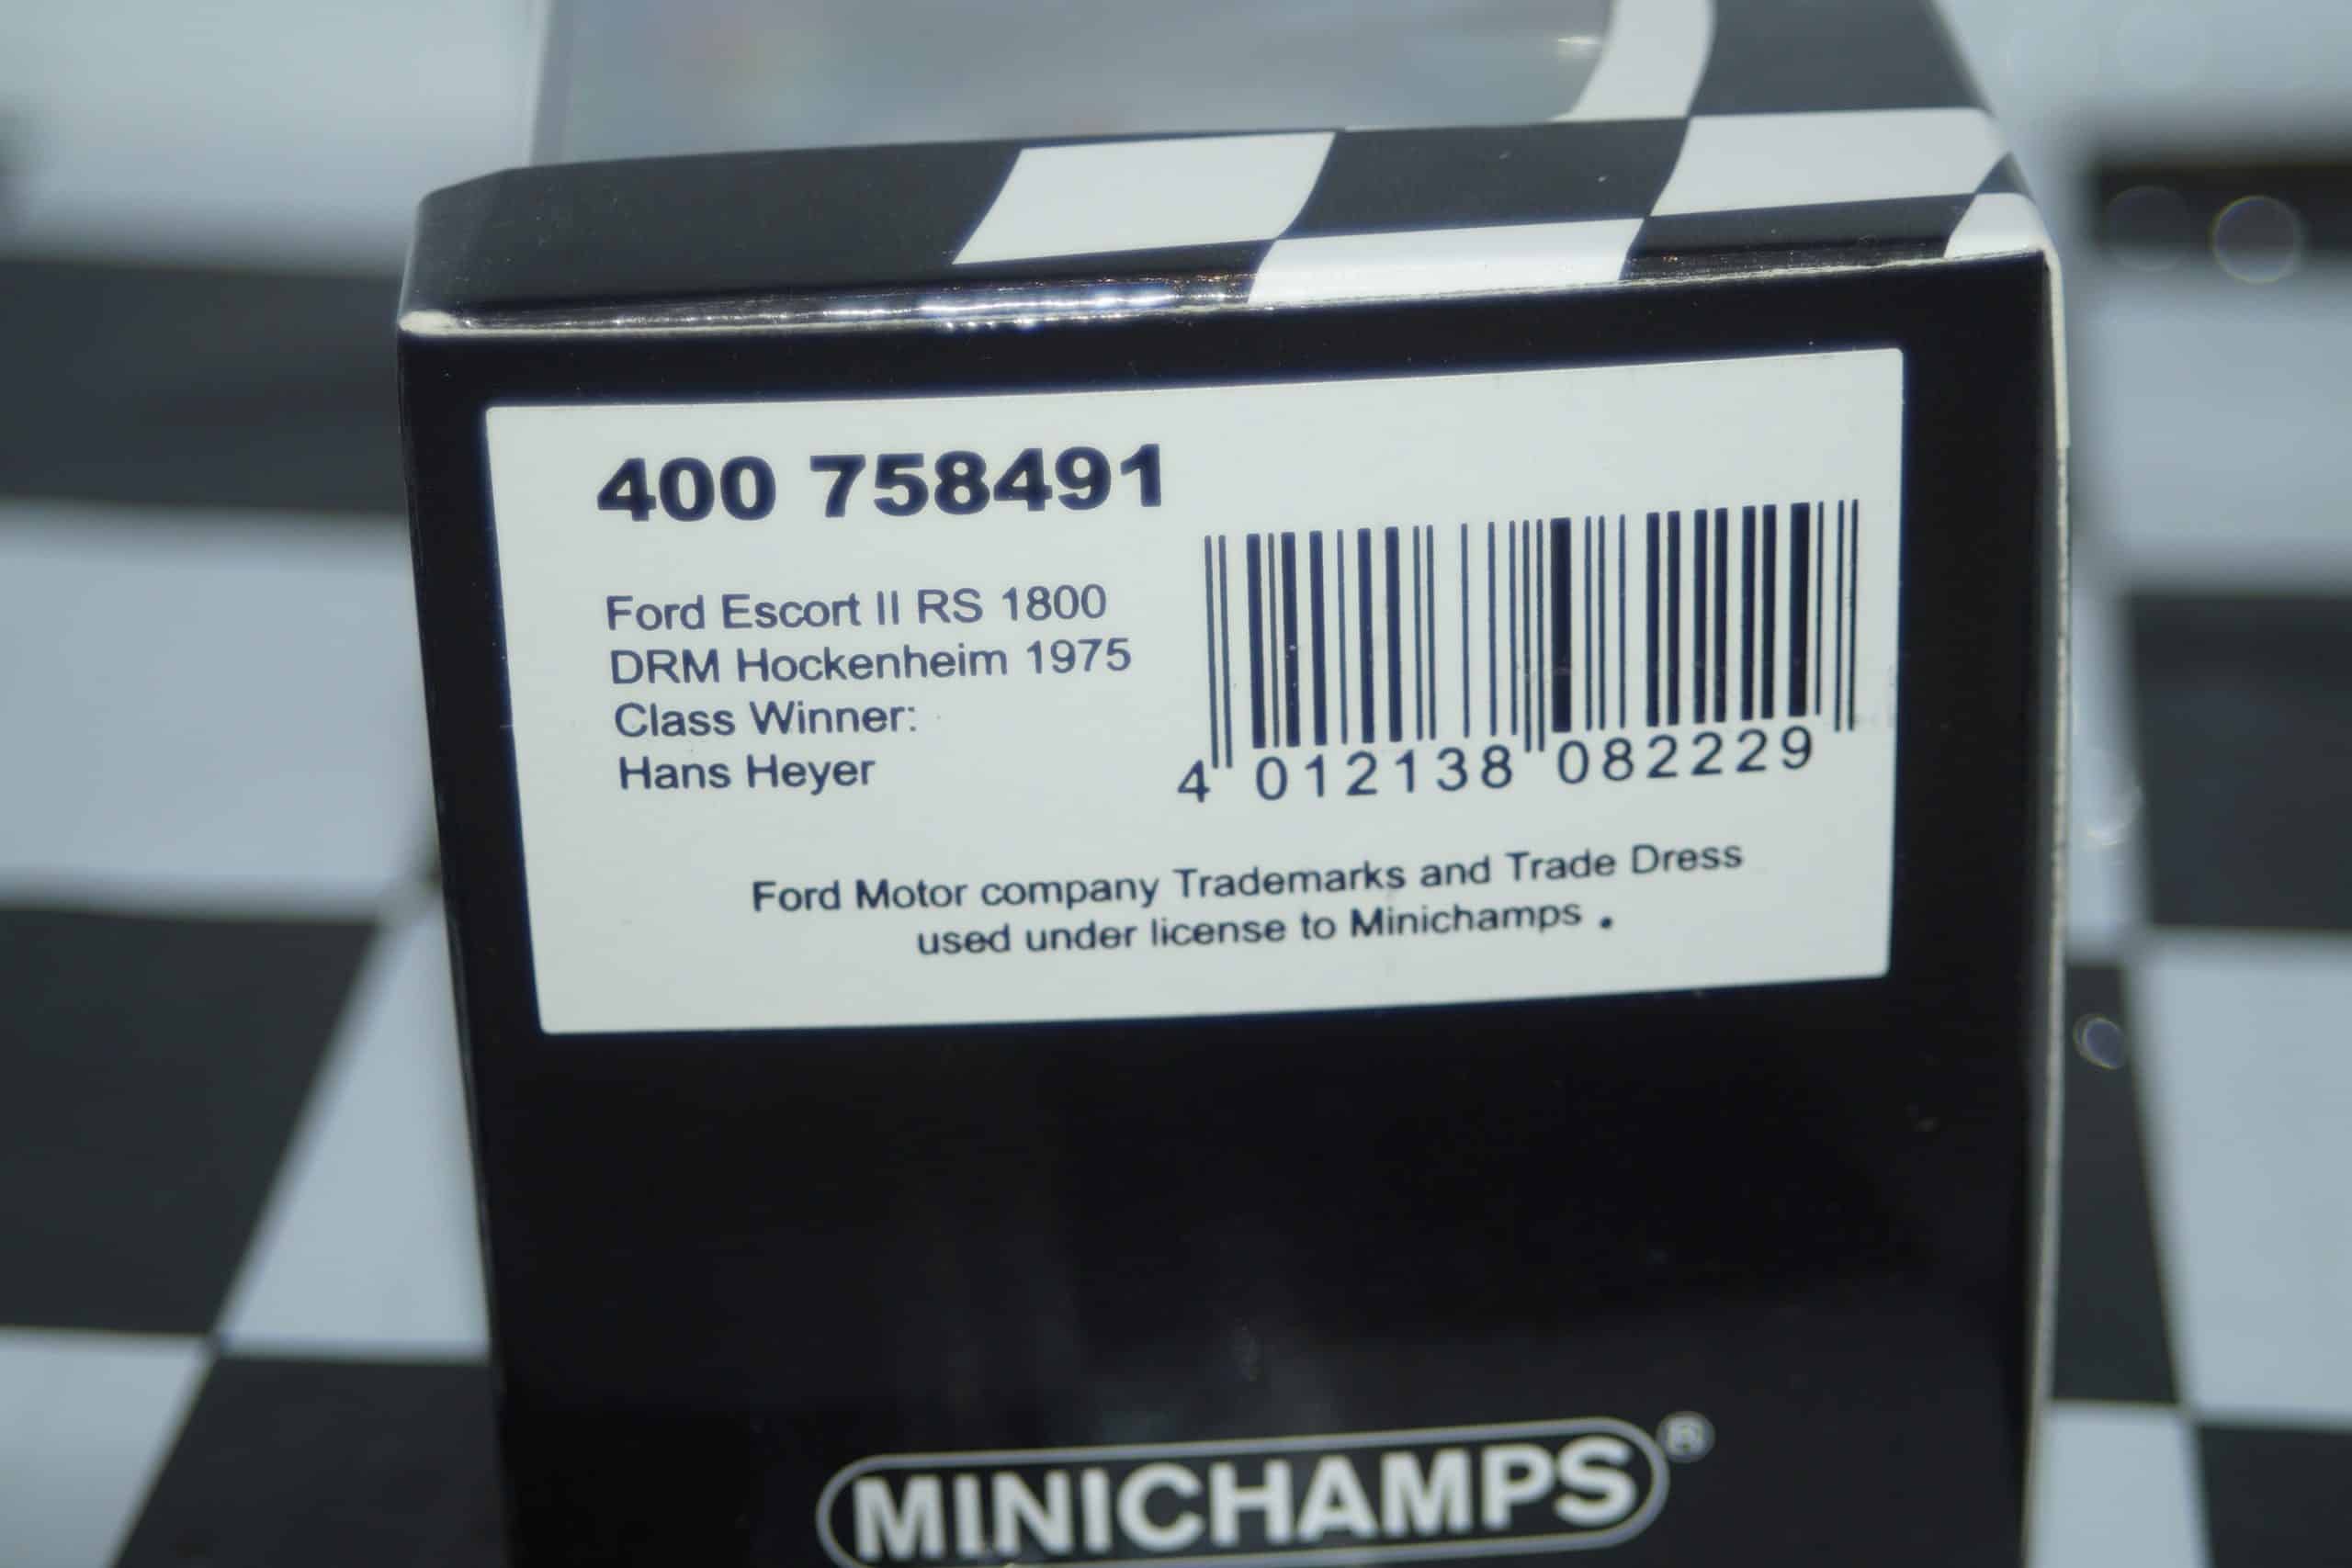 400 758491
Ford Escort II RS 1800
DRM Hockenheim 1975
Class Winner:
Hans Heyer
4 012138 082229
Ford Motor company Trademarks and Trade Dress
used under license to Minichamps .
MINICHAMPS®